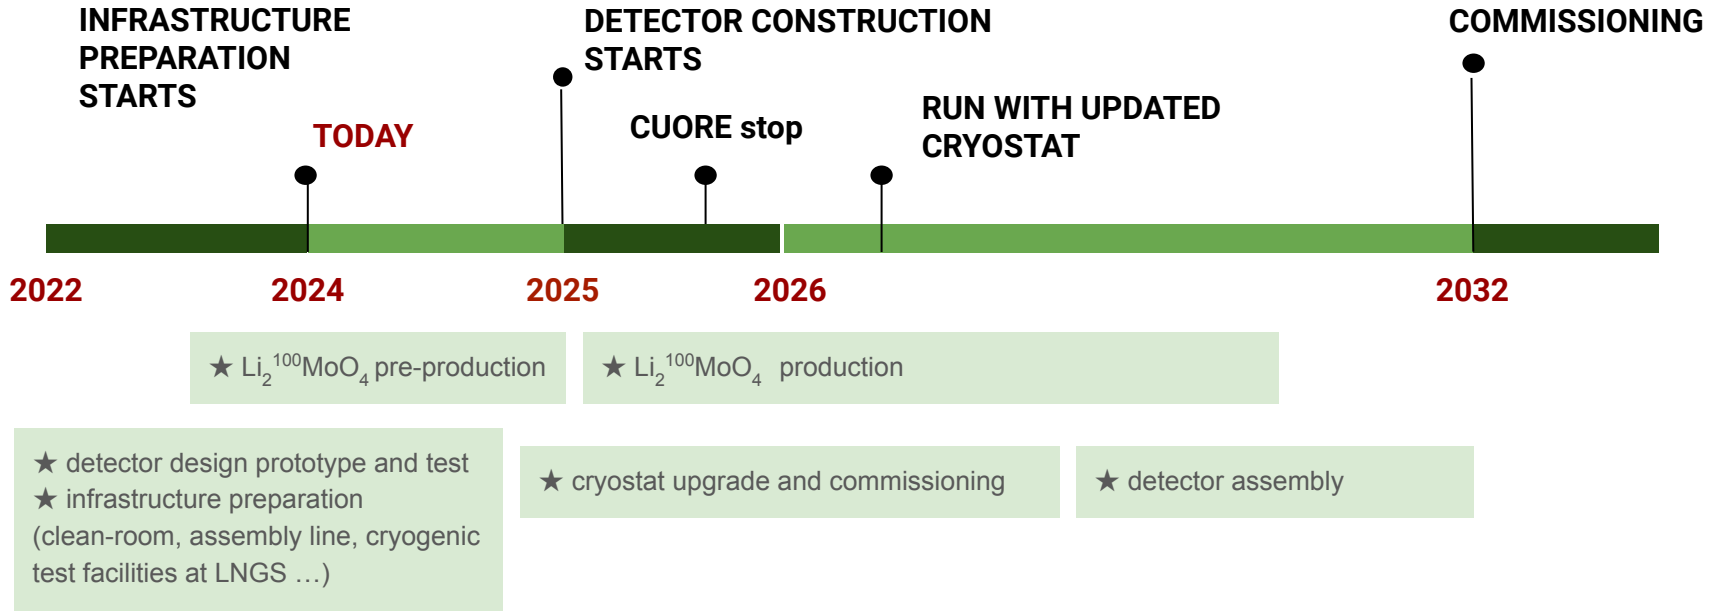 INFRASTRUCTURE
PREPARATION
STARTS
TODAY
DETECTOR CONSTRUCTION
STARTS
CUORE stop
RUN WITH UPDATED
CRYOSTAT
COMMISSIONING
2022
2024
2025
2026
2032
★ Li₂¹⁰⁰MoO₄ pre-production
★ Li₂¹⁰⁰MoO₄ production
★ detector design prototype and test
★ infrastructure preparation
(clean-room, assembly line, cryogenic
test facilities at LNGS …)
★ cryostat upgrade and commissioning
★ detector assembly